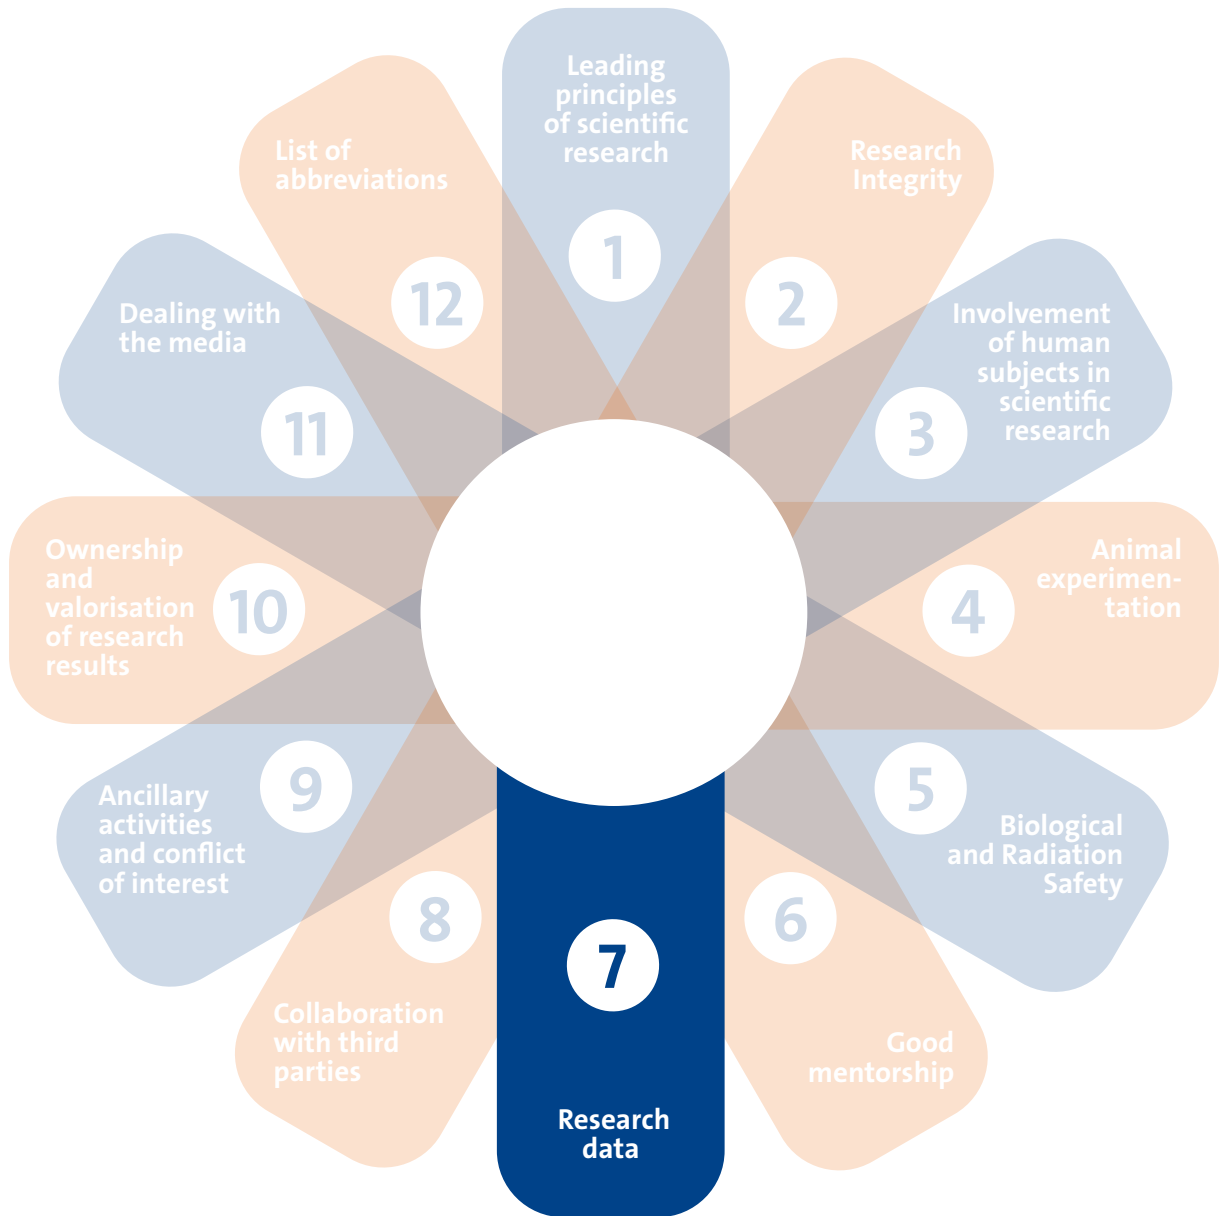 Leading
principles
of scientific
research
1
Research
Integrity
2
Involvement
of human
subjects in
scientific
research
3
Animal
experimen-
tation
4
5
Biological
and Radiation
Safety
6
Good
mentorship
7
Research
data
8
Collaboration
with third
parties
9
Ancillary
activities
and conflict
of interest
10
Ownership
and
valorisation
of research
results
11
Dealing with
the media
12
List of
abbreviations